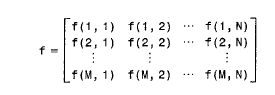 f = [ f(1, 1) f(1, 2) ··· f(1, N)
f(2, 1) f(2, 2) ··· f(2, N)
⋮ ⋮ ⋮
f(M, 1) f(M, 2) ··· f(M, N) ]